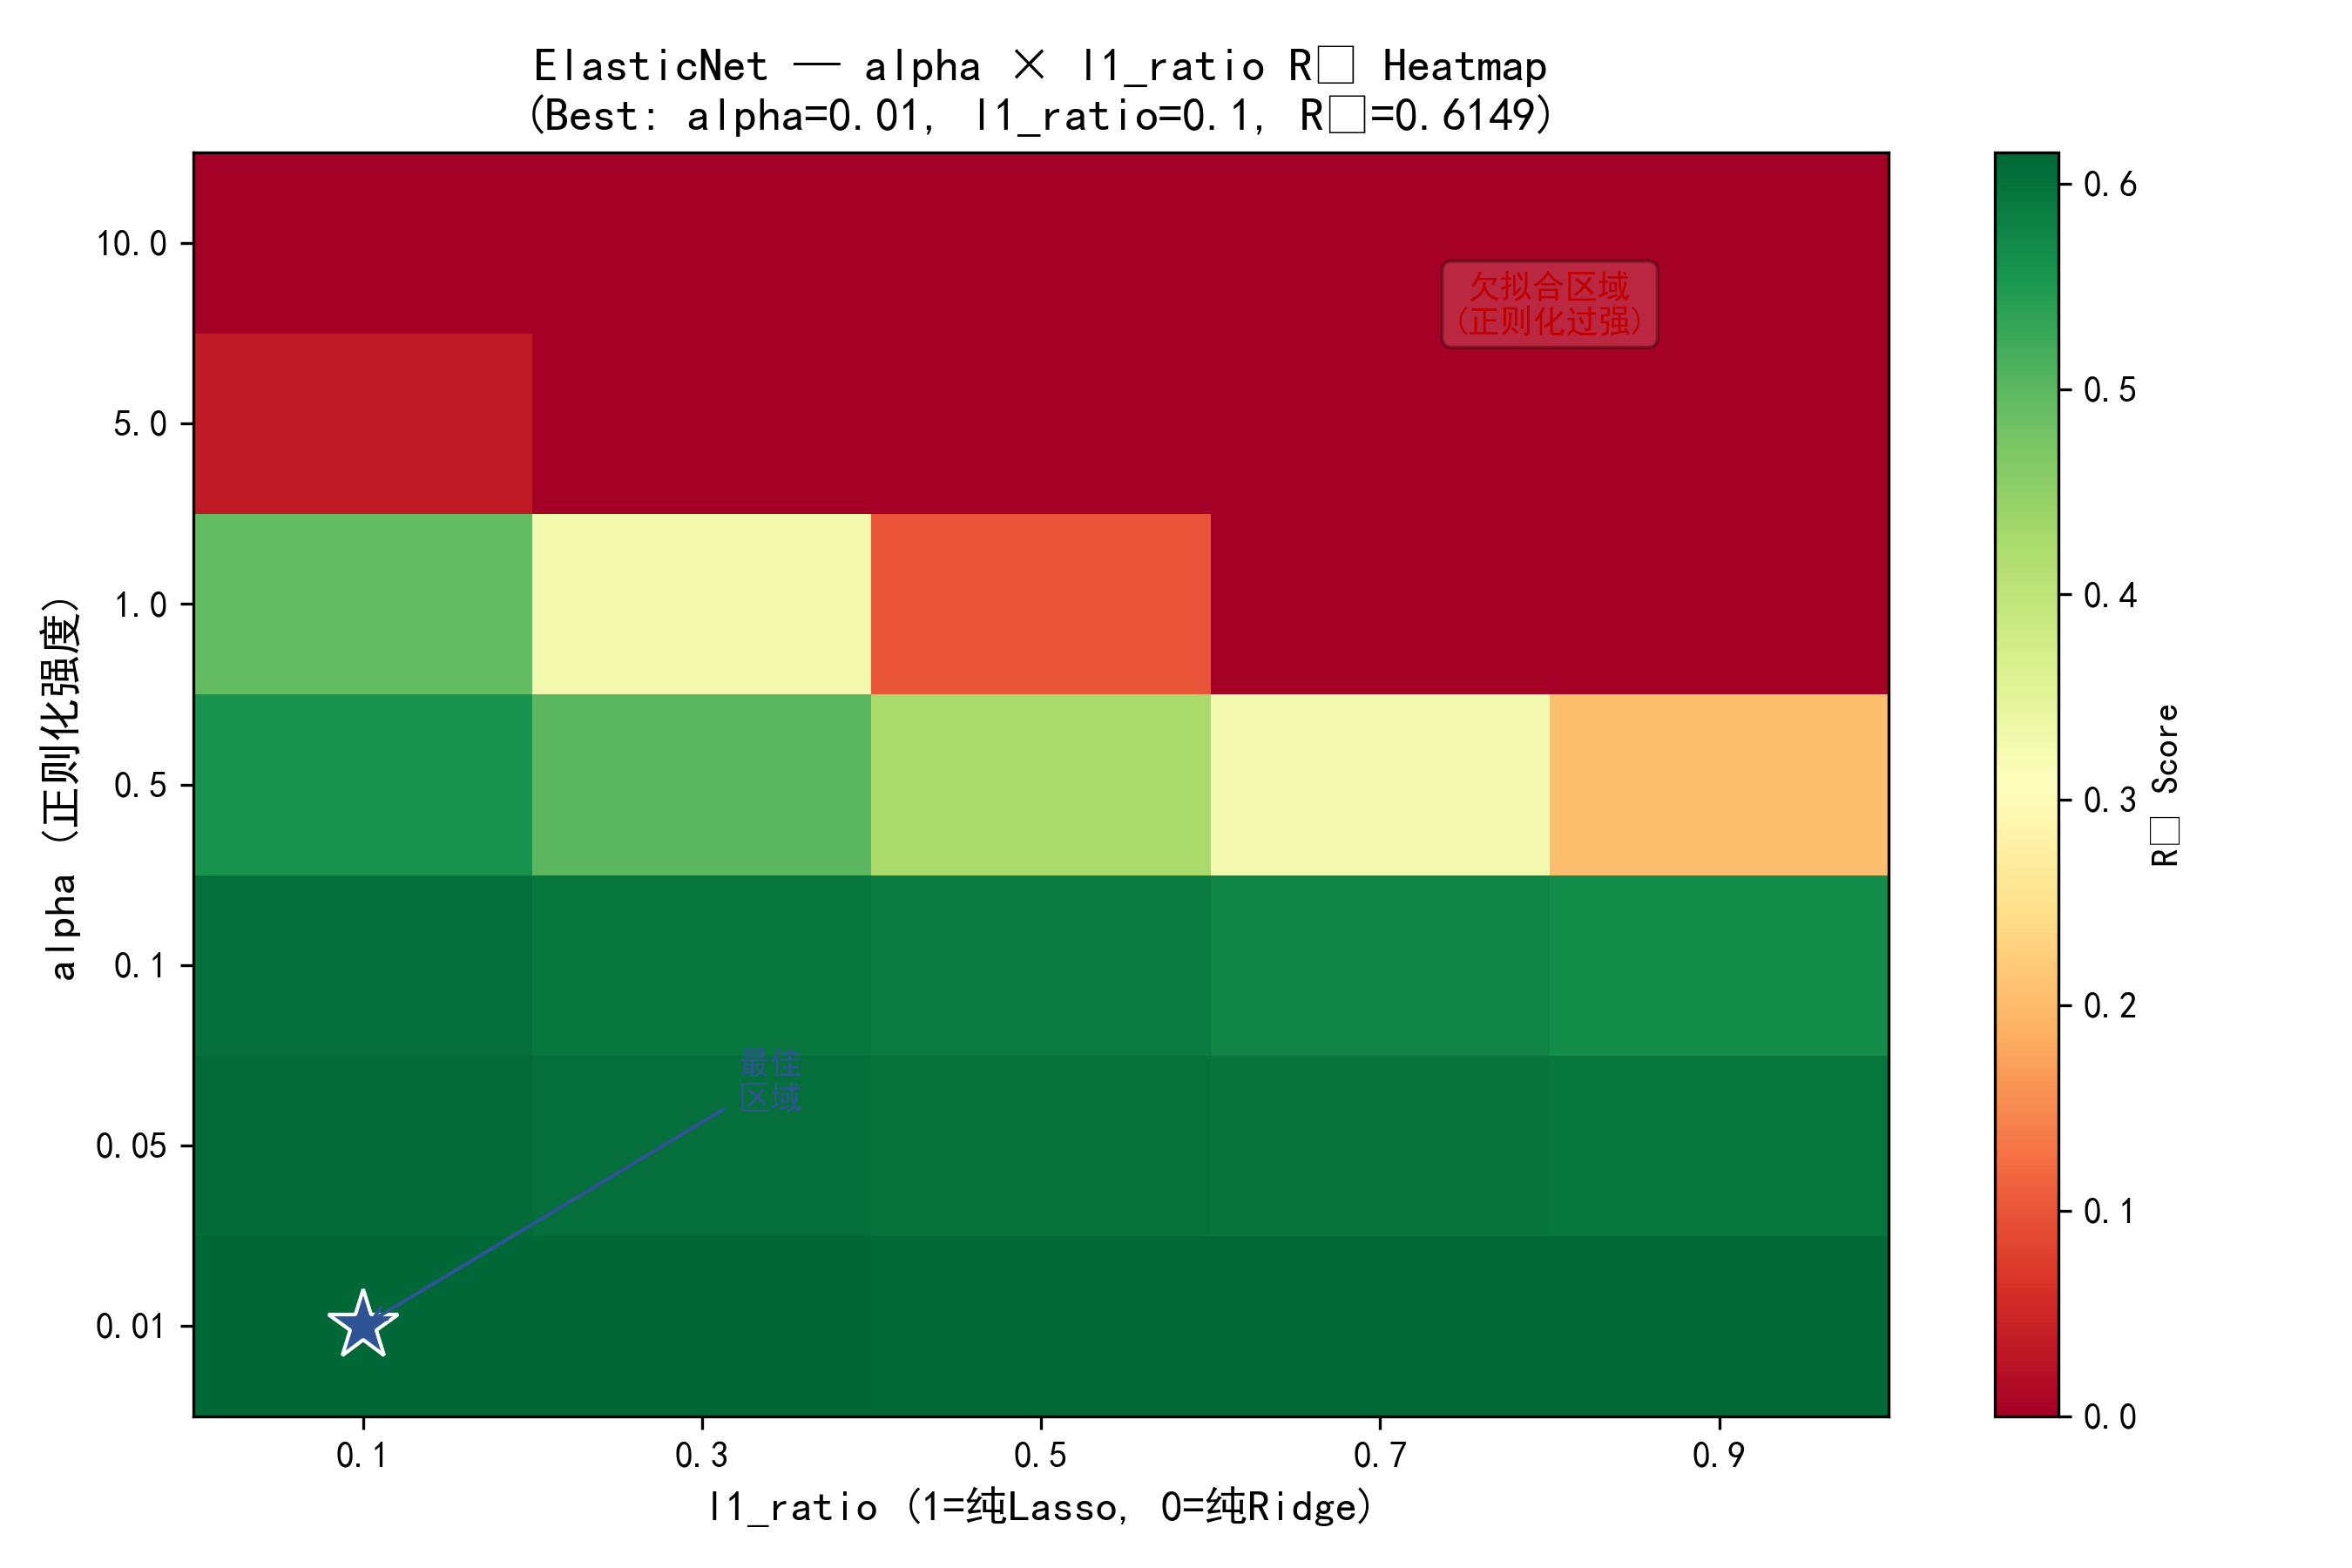 ElasticNet — alpha × l1_ratio R□ Heatmap
(Best: alpha=0.01, l1_ratio=0.1, R□=0.6149)
alpha (正则化强度)
10.0
5.0
1.0
0.5
0.1
0.05
0.01
欠拟合区域
(正则化过强)
最佳
区域
0.1
0.3
0.5
0.7
0.9
l1_ratio (1=纯Lasso, 0=纯Ridge)
0.6
0.5
0.4
0.3
0.2
0.1
0.0
R□ Score